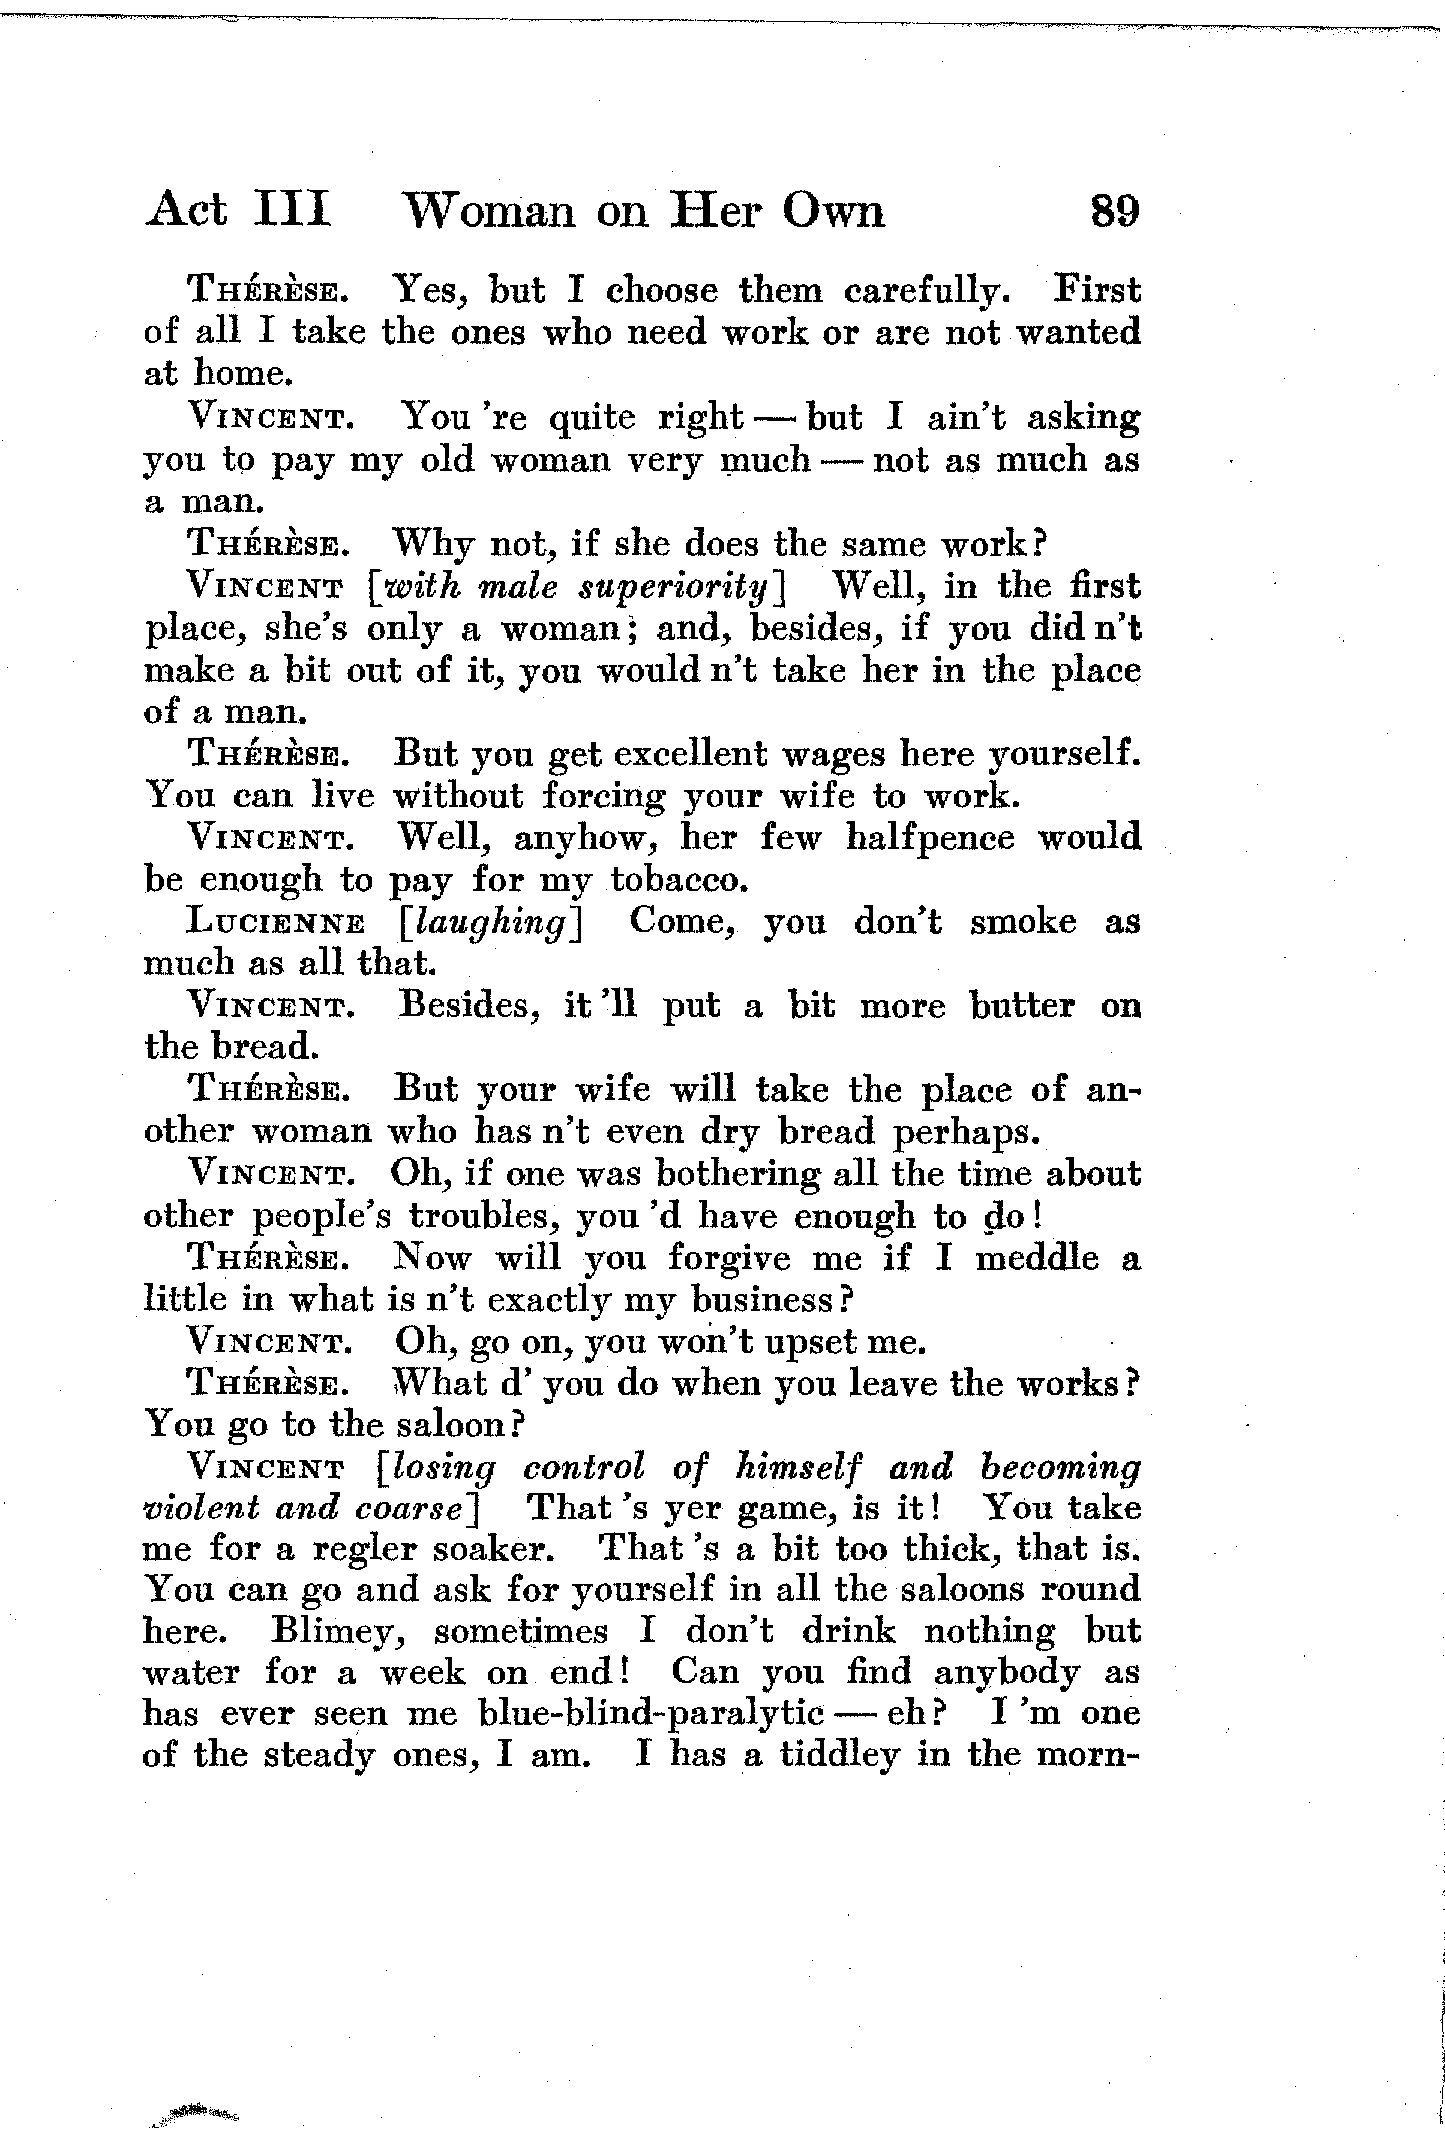 Act III Woman on Her Own 89
THÉRÈSE. Yes, but I choose them carefully. First
of all I take the ones who need work or are not wanted
at home.
VINCENT. You 're quite right — but I ain't asking
you to pay my old woman very much — not as much as
a man.
THÉRÈSE. Why not, if she does the same work?
VINCENT [with male superiority] Well, in the first
place, she's only a woman; and, besides, if you did n't
make a bit out of it, you would n't take her in the place
of a man.
THÉRÈSE. But you get excellent wages here yourself.
You can live without forcing your wife to work.
VINCENT. Well, anyhow, her few halfpence would
be enough to pay for my tobacco.
LUCIENNE [laughing] Come, you don't smoke as
much as all that.
VINCENT. Besides, it 'll put a bit more butter on
the bread.
THÉRÈSE. But your wife will take the place of an-
other woman who has n't even dry bread perhaps.
VINCENT. Oh, if one was bothering all the time about
other people's troubles, you 'd have enough to do!
THÉRÈSE. Now will you forgive me if I meddle a
little in what is n't exactly my business?
VINCENT. Oh, go on, you won't upset me.
THÉRÈSE. What d' you do when you leave the works?
You go to the saloon?
VINCENT [losing control of himself and becoming
violent and coarse] That 's yer game, is it! You take
me for a regler soaker. That 's a bit too thick, that is.
You can go and ask for yourself in all the saloons round
here. Blimey, sometimes I don't drink nothing but
water for a week on end! Can you find anybody as
has ever seen me blue-blind-paralytic — eh? I 'm one
of the steady ones, I am. I has a tiddley in the morn-